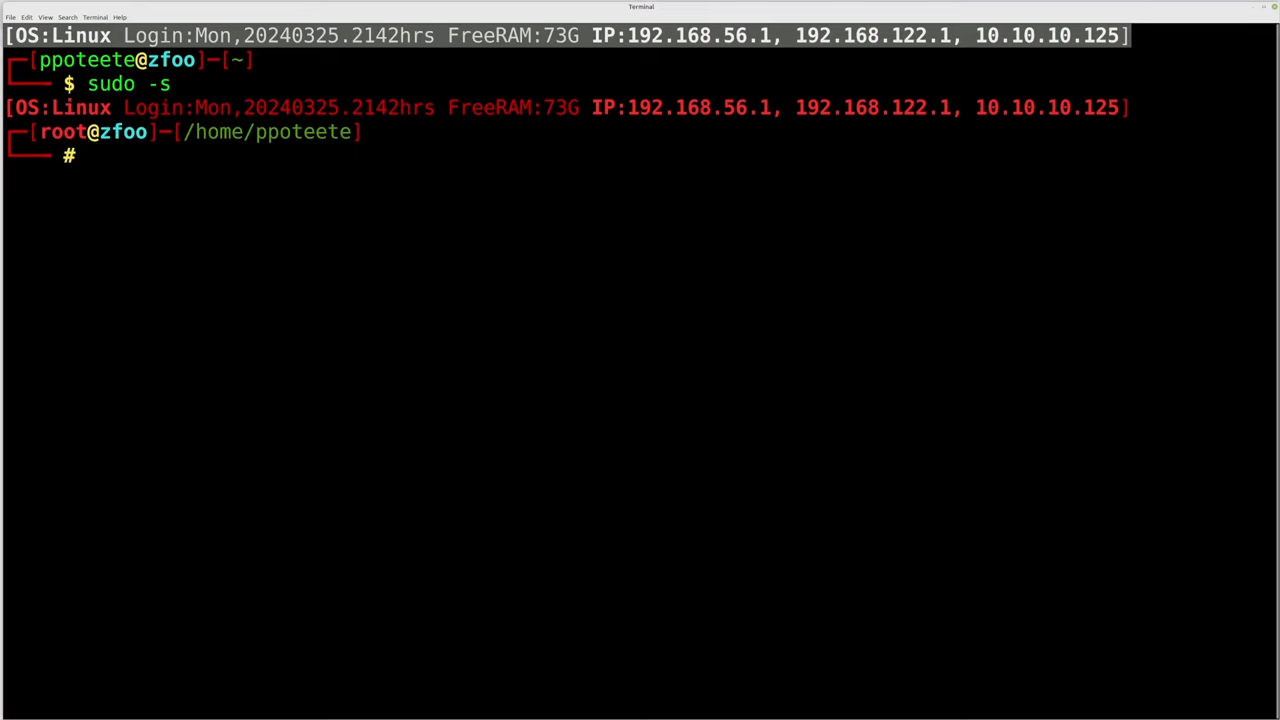 Terminal
File Edit View Search Terminal Help
[OS:Linux Login:Mon,20240325.2142hrs FreeRAM:73G IP:192.168.56.1, 192.168.122.1, 10.10.10.125]
┌─[ppoteete@zfoo]─[~]
└─── $ sudo -s
[OS:Linux Login:Mon,20240325.2142hrs FreeRAM:73G IP:192.168.56.1, 192.168.122.1, 10.10.10.125]
┌─[root@zfoo]─[/home/ppoteete]
└─── #